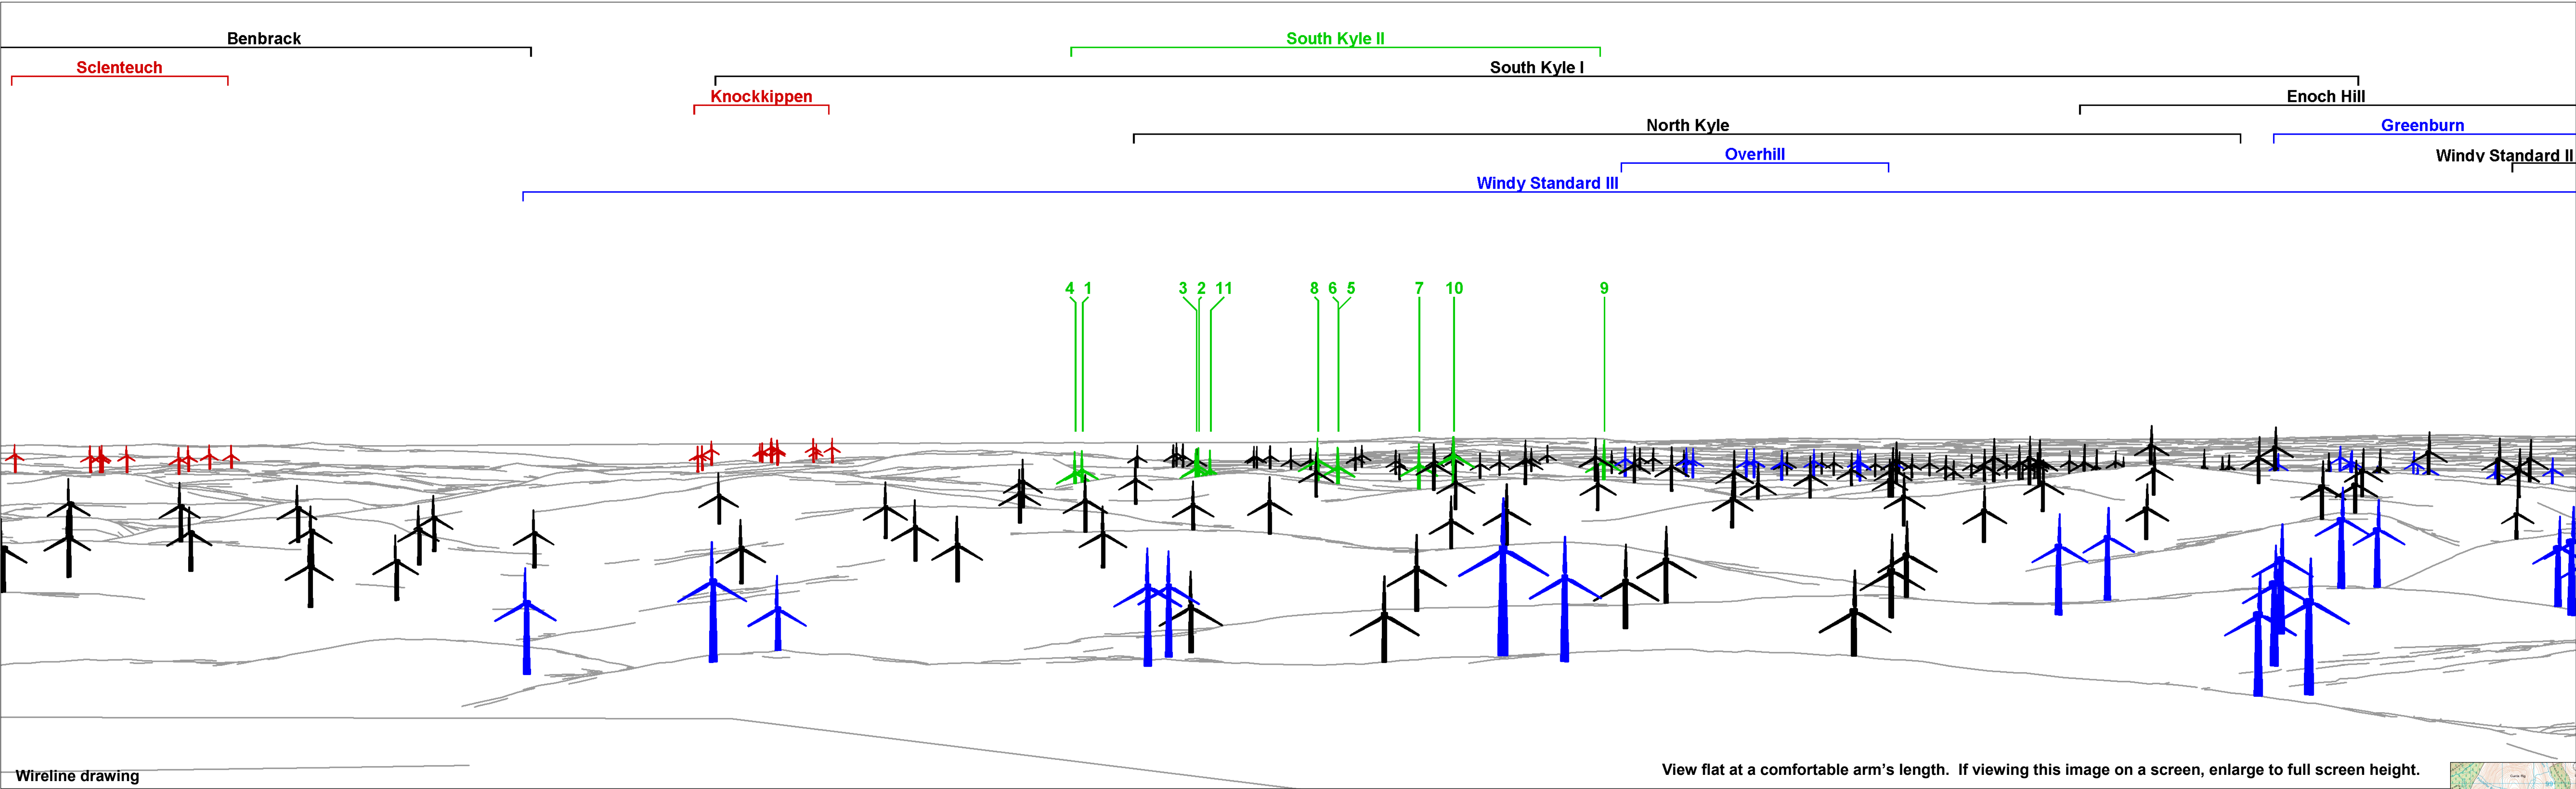 Benbrack
South Kyle II
Sclenteuch
South Kyle I
Knockkippen
Enoch Hill
North Kyle
Greenburn
Overhill
Windy Standard II
Windy Standard III
4 1 3 2 11 8 6 5 7 10 9
Wireline drawing
View flat at a comfortable arm’s length. If viewing this image on a screen, enlarge to full screen height.